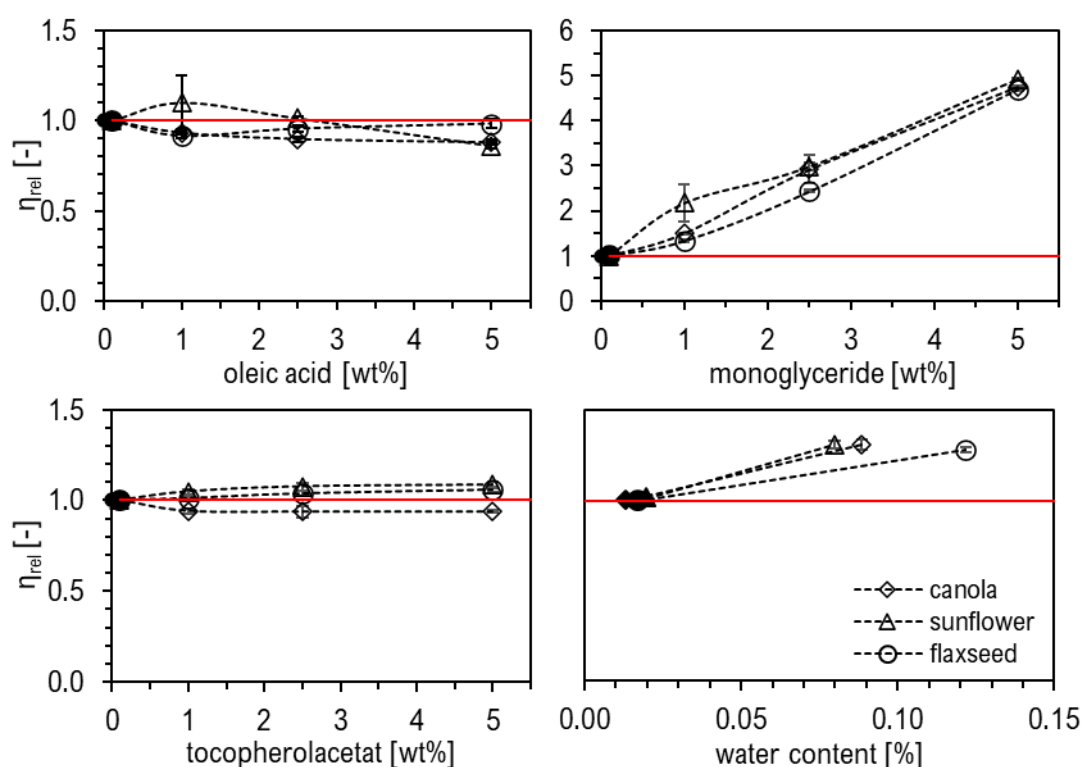 1.5
1.0
0.5
0.0
η_rel [-]
0 1 2 3 4 5
oleic acid [wt%]
6
5
4
3
2
1
0
0 1 2 3 4 5
monoglyceride [wt%]
1.5
1.0
0.5
0.0
η_rel [-]
0 1 2 3 4 5
tocopherolacetat [wt%]
canola
sunflower
flaxseed
0.00 0.05 0.10 0.15
water content [%]